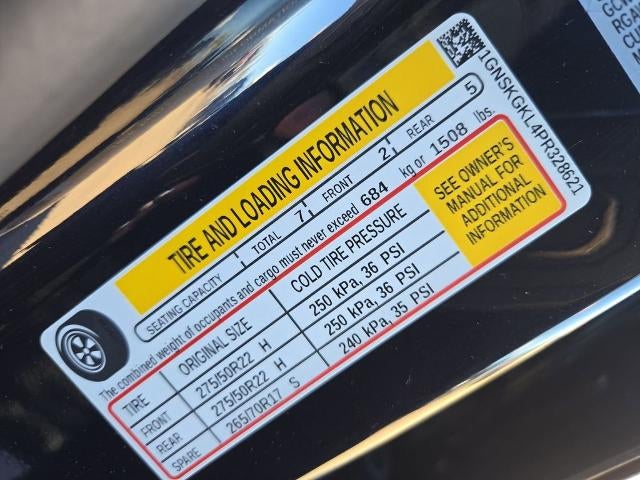 1GNSKGKL4PR328621
TIRE AND LOADING INFORMATION
SEATING CAPACITY TOTAL 7 FRONT 2 REAR 5
The combined weight of occupants and cargo must never exceed 684 kg or 1508 lbs.
TIRE ORIGINAL SIZE COLD TIRE PRESSURE
FRONT 275/50R22 H 250 kPa, 36 PSI
REAR 275/50R22 H 250 kPa, 36 PSI
SPARE 265/70R17 S 240 kPa, 35 PSI
SEE OWNER'S
MANUAL FOR
ADDITIONAL
INFORMATION